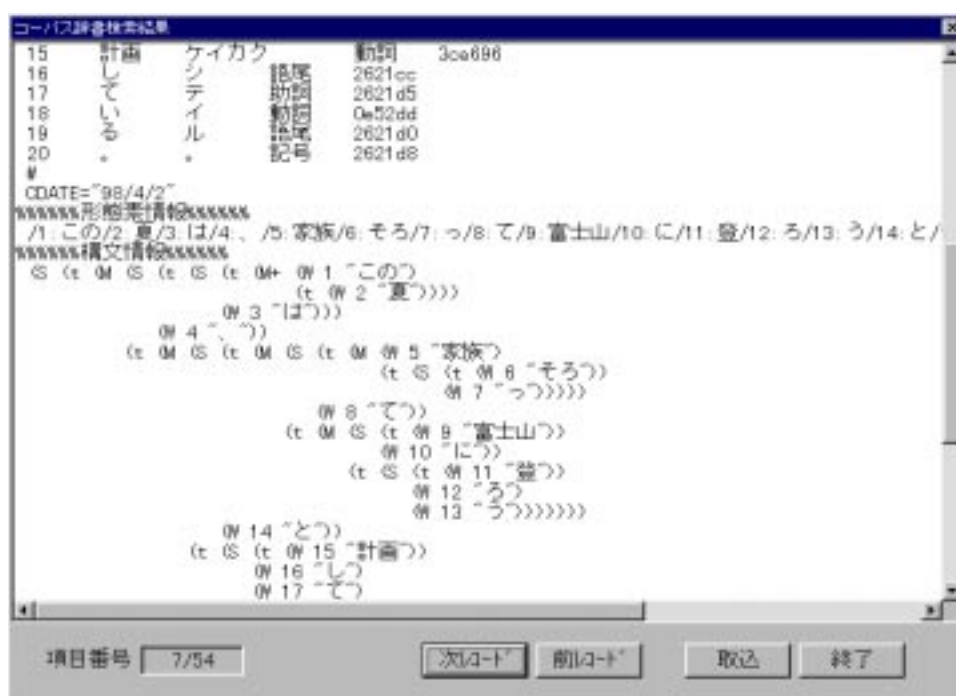 コーパス辞書検索結果
15 計画 ケイカク 動詞 3ce696
16 し シ 語尾 2621cc
17 て テ 助詞 2621d5
18 い イ 動詞 0e52dd
19 る ル 語尾 2621d0
20 。 。 記号 2621d8
#
CDATE="98/4/2"
%%%%%%形態素情報%%%%%%
/1:この/2:夏/3:は/4:、/5:家族/6:そろ/7:っ/8:て/9:富士山/10:に/11:登/12:ろ/13:う/14:と/
%%%%%%構文情報%%%%%%
(S (t (M (S (t (S (t (M+ (W 1 "この")
(t (W 2 "夏"))))
(W 3 "は")))
(W 4 "、"))
(t (M (S (t (M (S (t (M (W 5 "家族")
(t (S (t (W 6 "そろ"))
(W 7 "っ")))))
(W 8 "て"))
(t (M (S (t (W 9 "富士山"))
(W 10 "に"))
(t (S (t (W 11 "登"))
(W 12 "ろ")
(W 13 "う")))))))
(W 14 "と"))
(t (S (t (W 15 "計画"))
(W 16 "し")
(W 17 "て")
項目番号 7/54 次レコード 前レコード 取込 終了